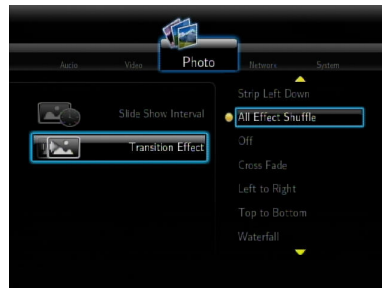 Audio Video Photo Network System
Strip Left Down
Slide Show Interval
All Effect Shuffle
Transition Effect
Off
Cross Fade
Left to Right
Top to Bottom
Waterfall